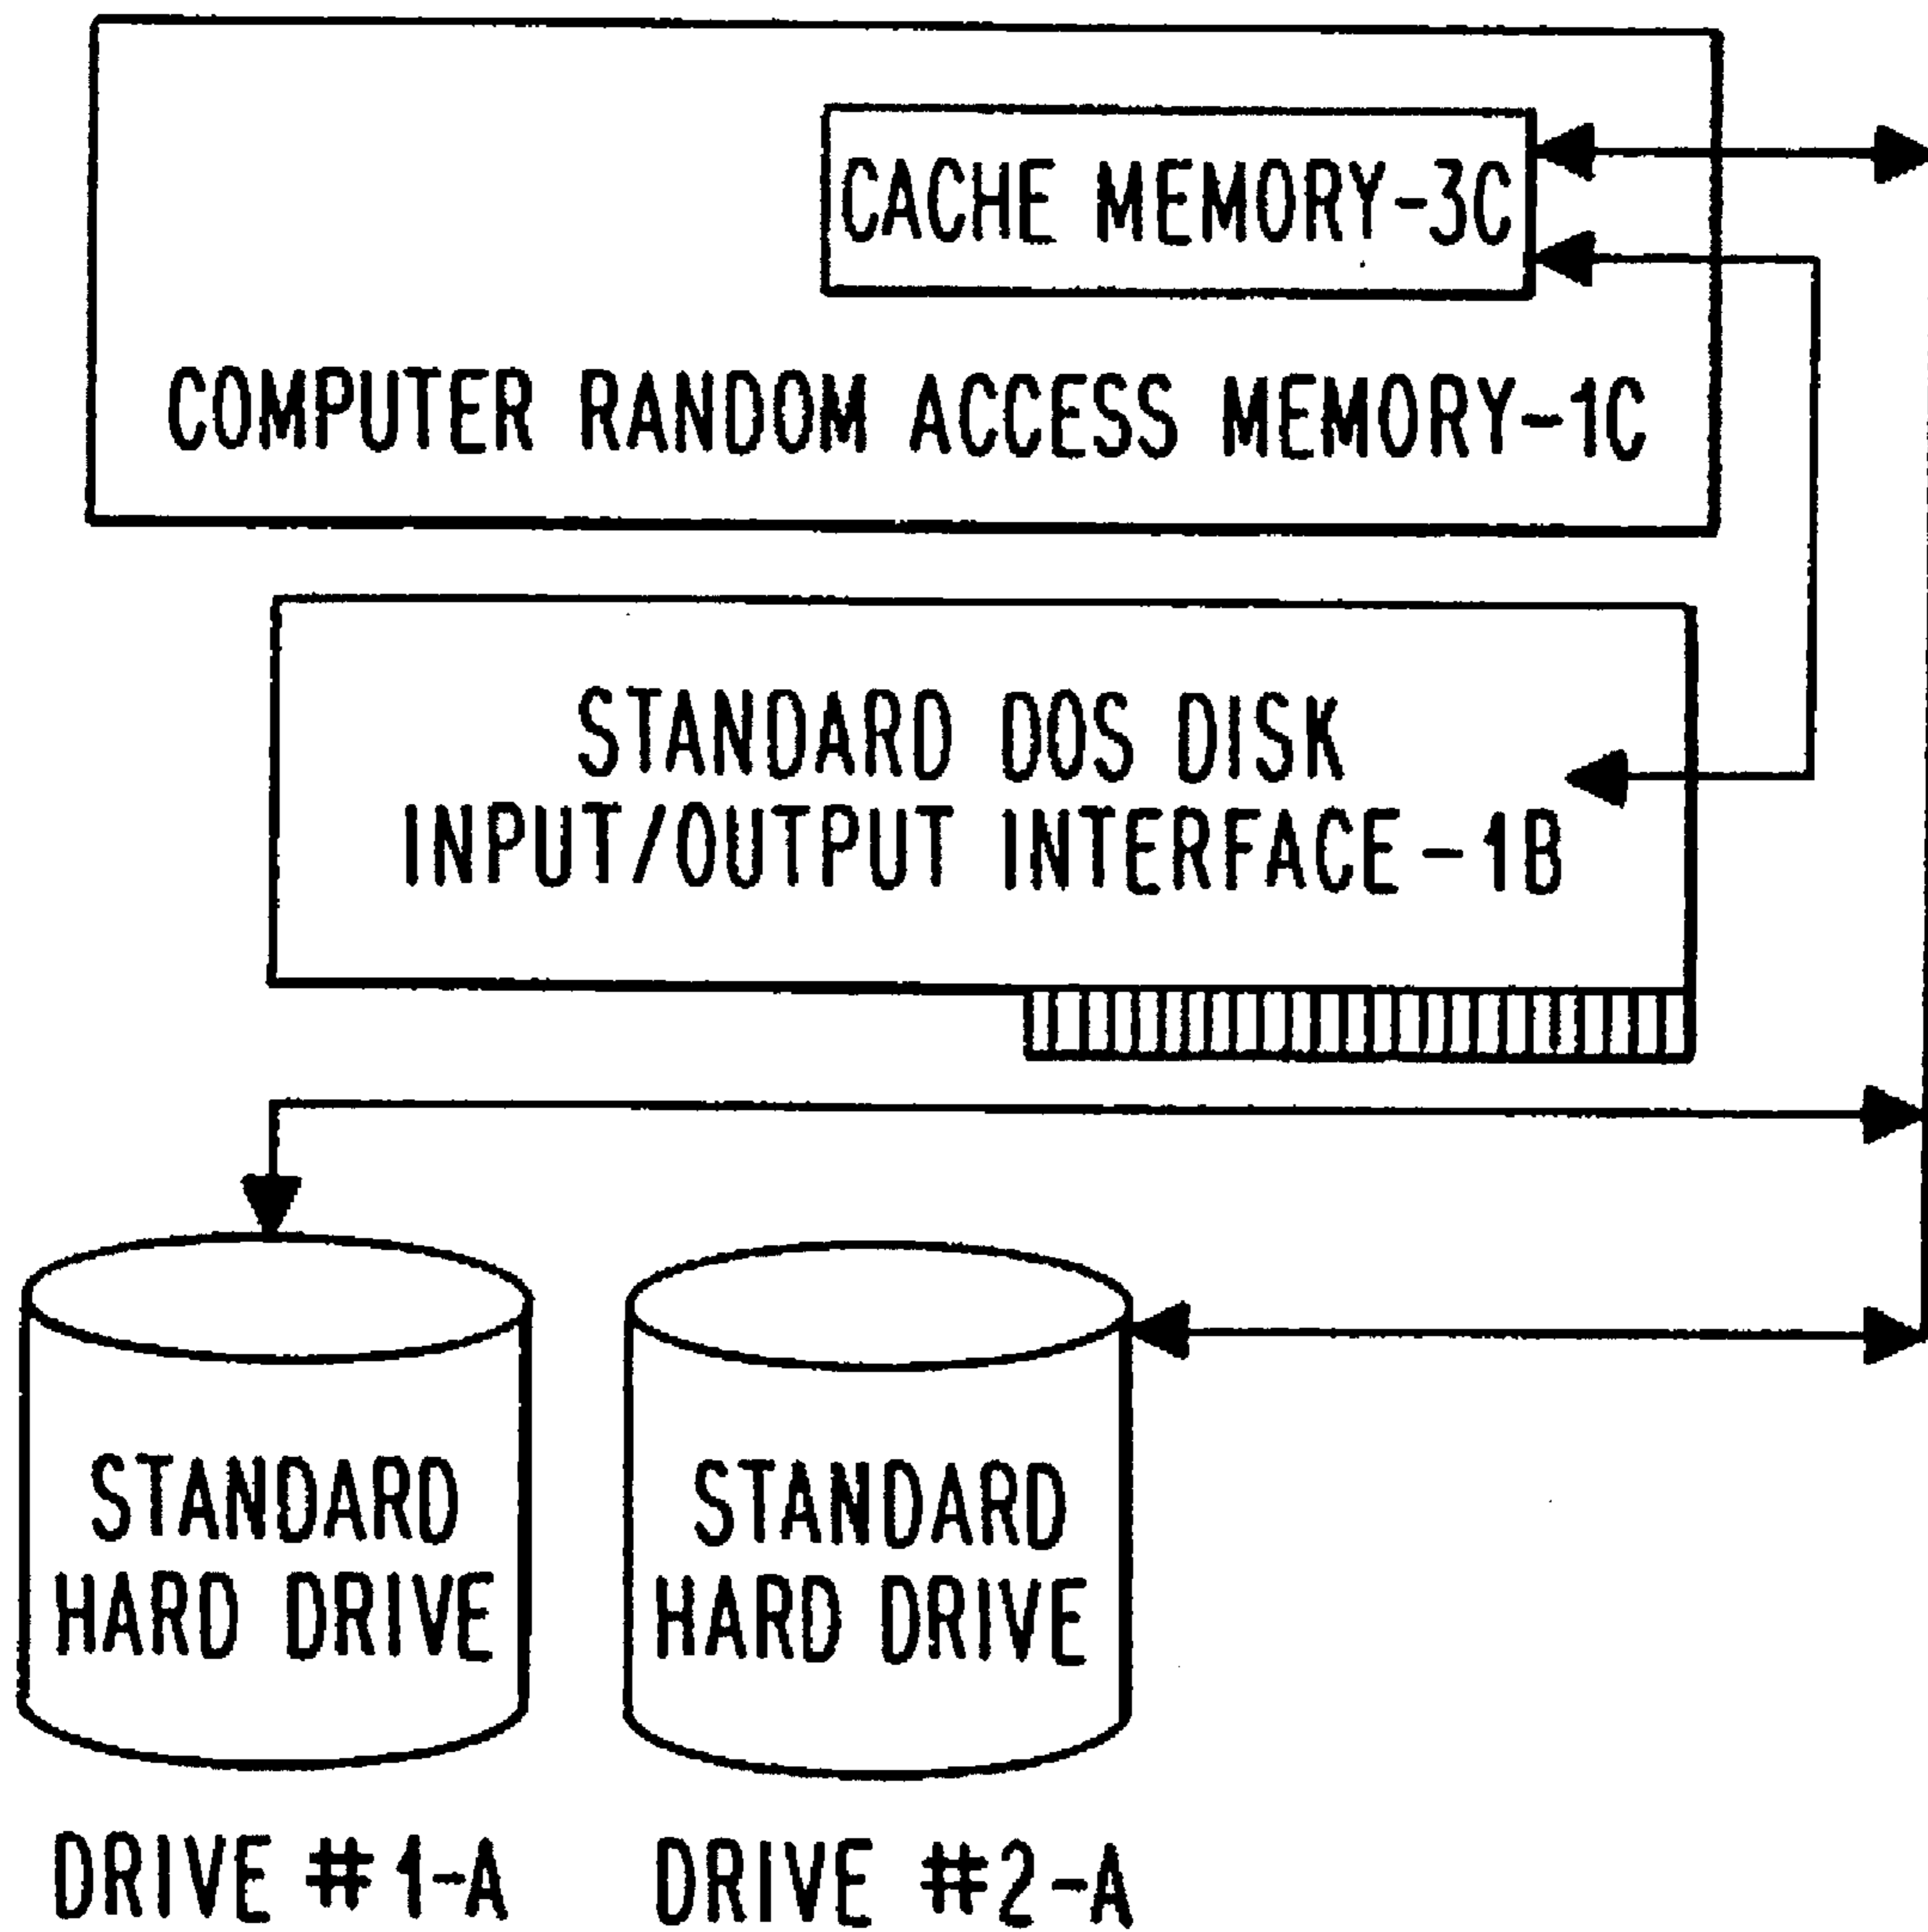 CACHE MEMORY-3C
COMPUTER RANDOM ACCESS MEMORY-1C
STANDARD DOS DISK
INPUT/OUTPUT INTERFACE-1B
STANDARD
HARD DRIVE
STANDARD
HARD DRIVE
DRIVE #1-A
DRIVE #2-A